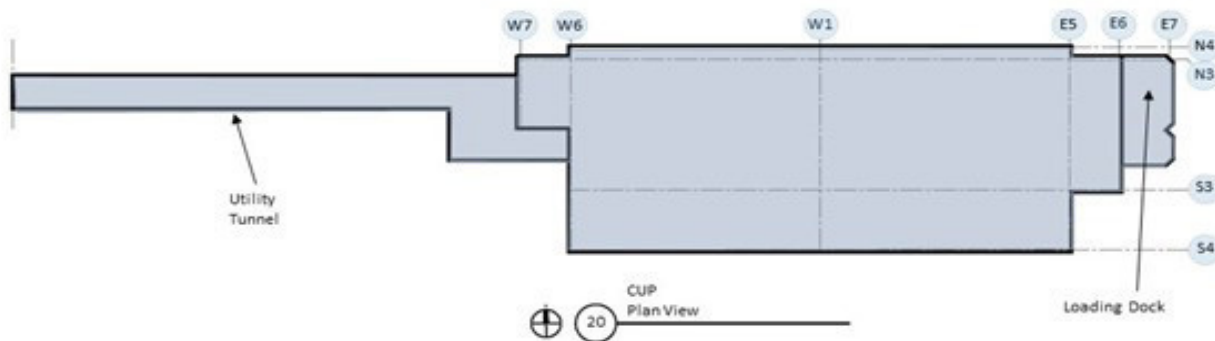 W7
W6
W1
E5
E6
E7
N4
N3
Utility
Tunnel
S3
S4
Loading Dock
CUP
Plan View
20